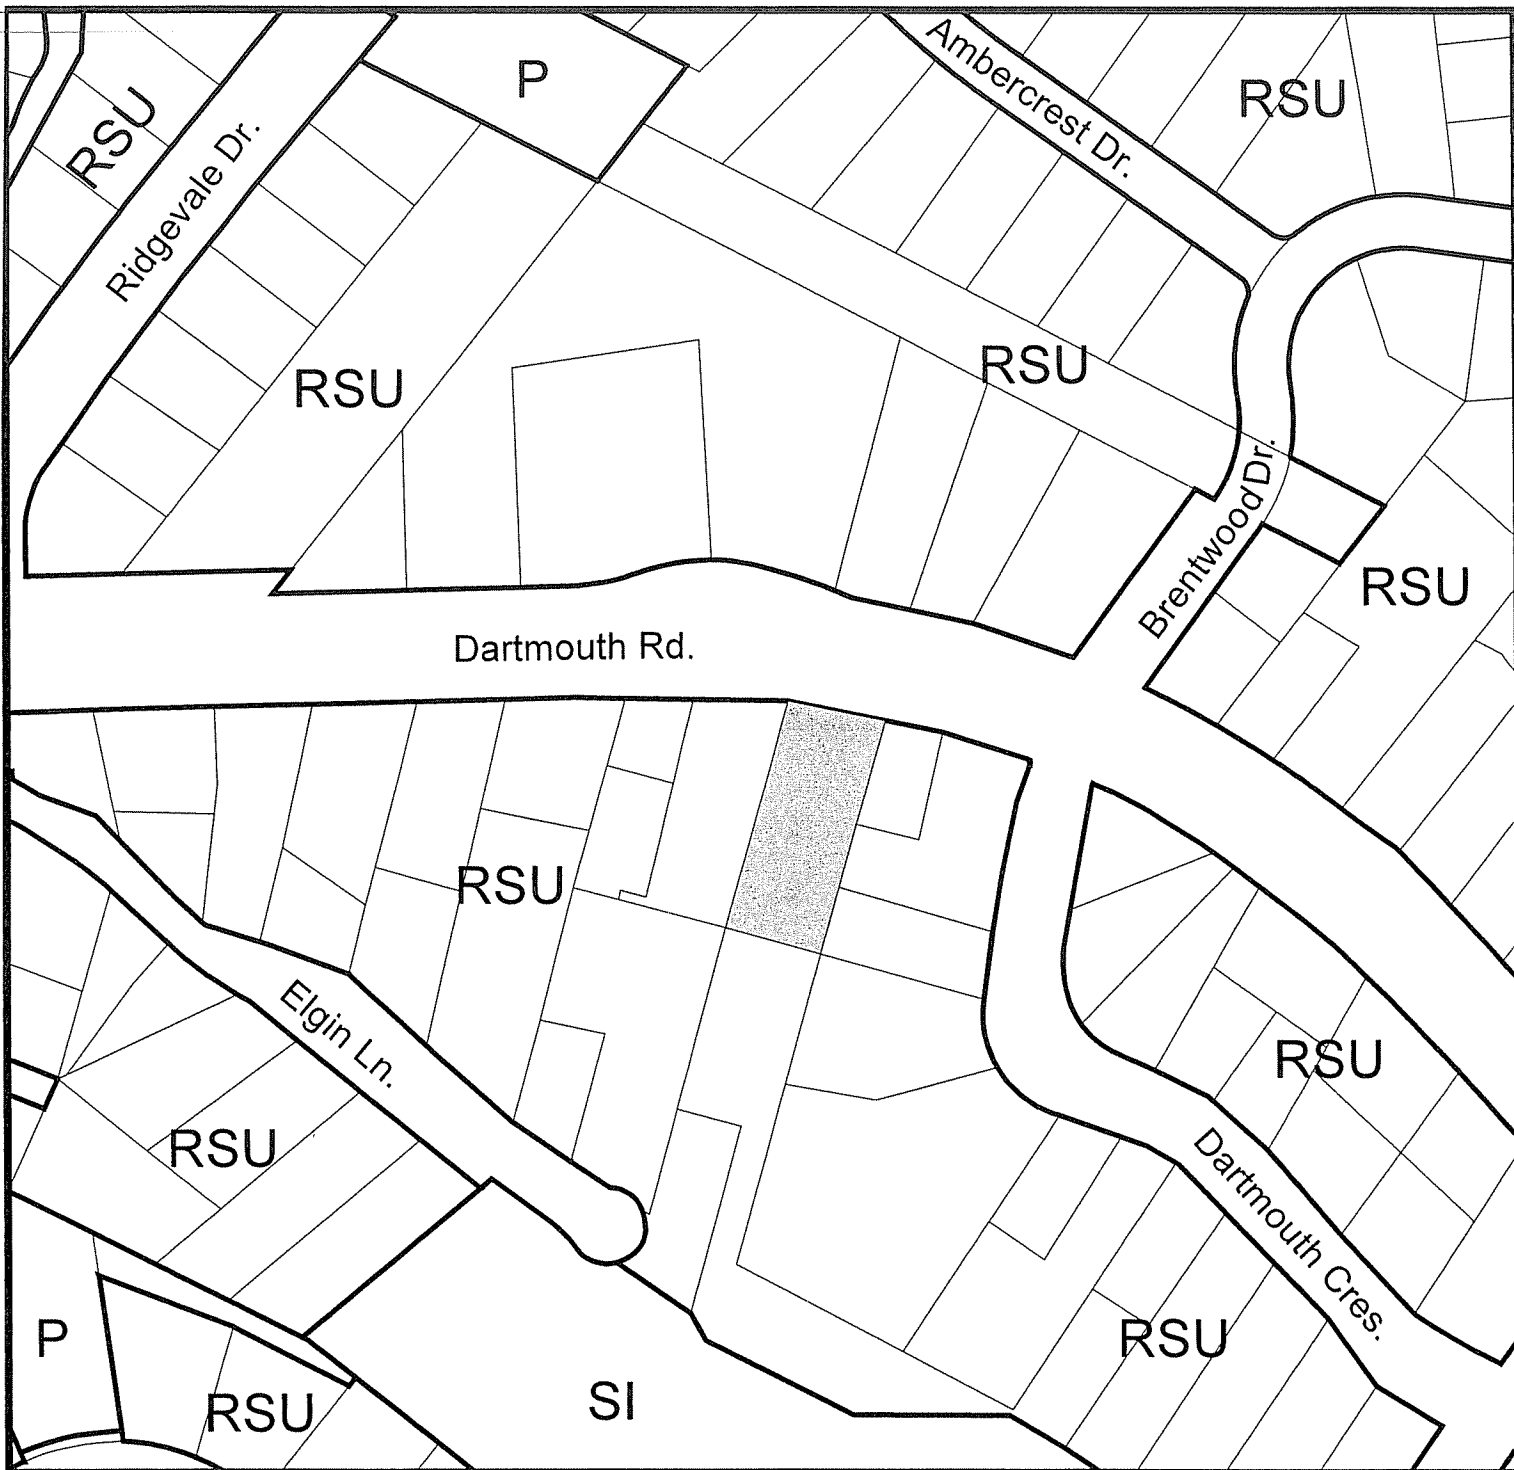 P
Ambercrest Dr.
RSU
RSU
Ridgevale Dr.
RSU
RSU
Brentwood Dr.
RSU
Dartmouth Rd.
RSU
Elgin Ln.
RSU
RSU
Dartmouth Cres.
P
RSU
RSU
SI